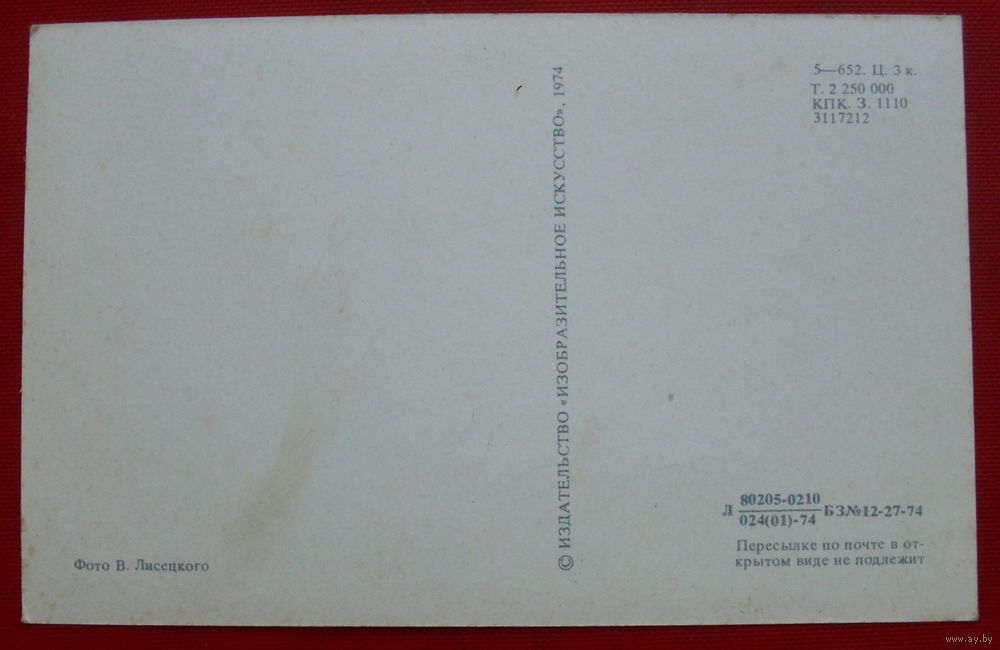 5—652. Ц. 3 к.
Т. 2 250 000
КПК. З. 1110
3117212
© ИЗДАТЕЛЬСТВО «ИЗОБРАЗИТЕЛЬНОЕ ИСКУССТВО», 1974
Л 80205-0210 БЗ№12-27-74
024(01)-74
Пересылке по почте в от-
крытом виде не подлежит
Фото В. Лисецкого
www.ay.by